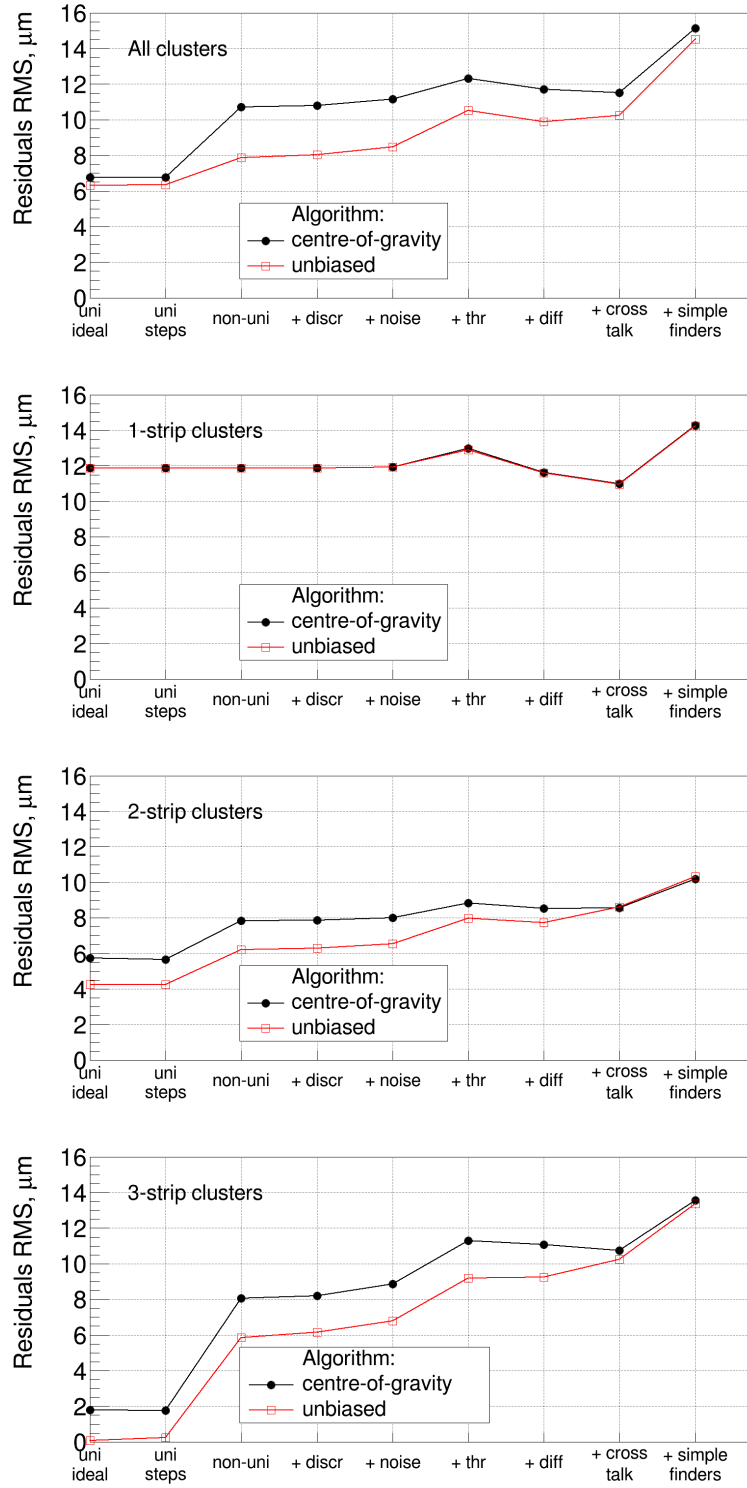 Residuals RMS, μm
16
14
12
10
8
6
4
2
0
All clusters
Algorithm:
centre-of-gravity
unbiased
uni ideal
uni steps
non-uni
+ discr
+ noise
+ thr
+ diff
+ cross talk
+ simple finders
Residuals RMS, μm
16
14
12
10
8
6
4
2
0
1-strip clusters
Algorithm:
centre-of-gravity
unbiased
uni ideal
uni steps
non-uni
+ discr
+ noise
+ thr
+ diff
+ cross talk
+ simple finders
Residuals RMS, μm
16
14
12
10
8
6
4
2
0
2-strip clusters
Algorithm:
centre-of-gravity
unbiased
uni ideal
uni steps
non-uni
+ discr
+ noise
+ thr
+ diff
+ cross talk
+ simple finders
Residuals RMS, μm
16
14
12
10
8
6
4
2
0
3-strip clusters
Algorithm:
centre-of-gravity
unbiased
uni ideal
uni steps
non-uni
+ discr
+ noise
+ thr
+ diff
+ cross talk
+ simple finders